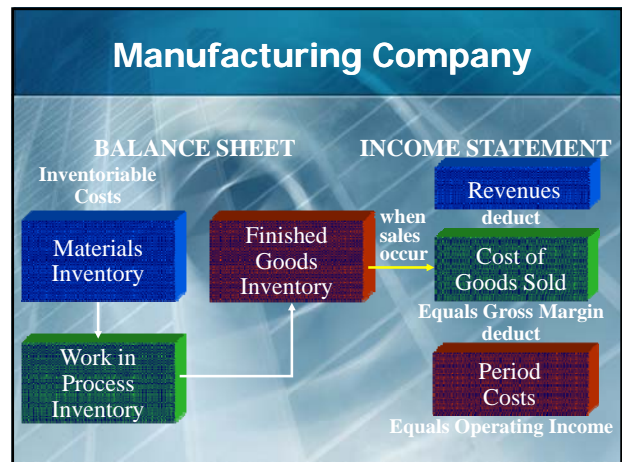 Manufacturing Company
BALANCE SHEET
Inventoriable
Costs
Materials
Inventory
Work in
Process
Inventory
Finished
Goods
Inventory
when
sales
occur
INCOME STATEMENT
Revenues
deduct
Cost of
Goods Sold
Equals Gross Margin
deduct
Period
Costs
Equals Operating Income